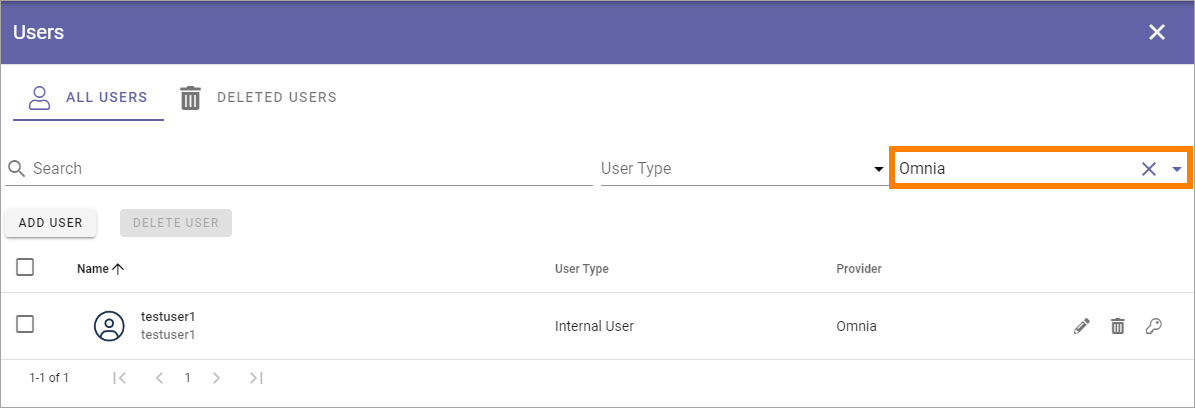 Users
ALL USERS DELETED USERS
Search User Type Omnia
ADD USER DELETE USER
Name User Type Provider
testuser1
testuser1 Internal User Omnia
1-1 of 1 1